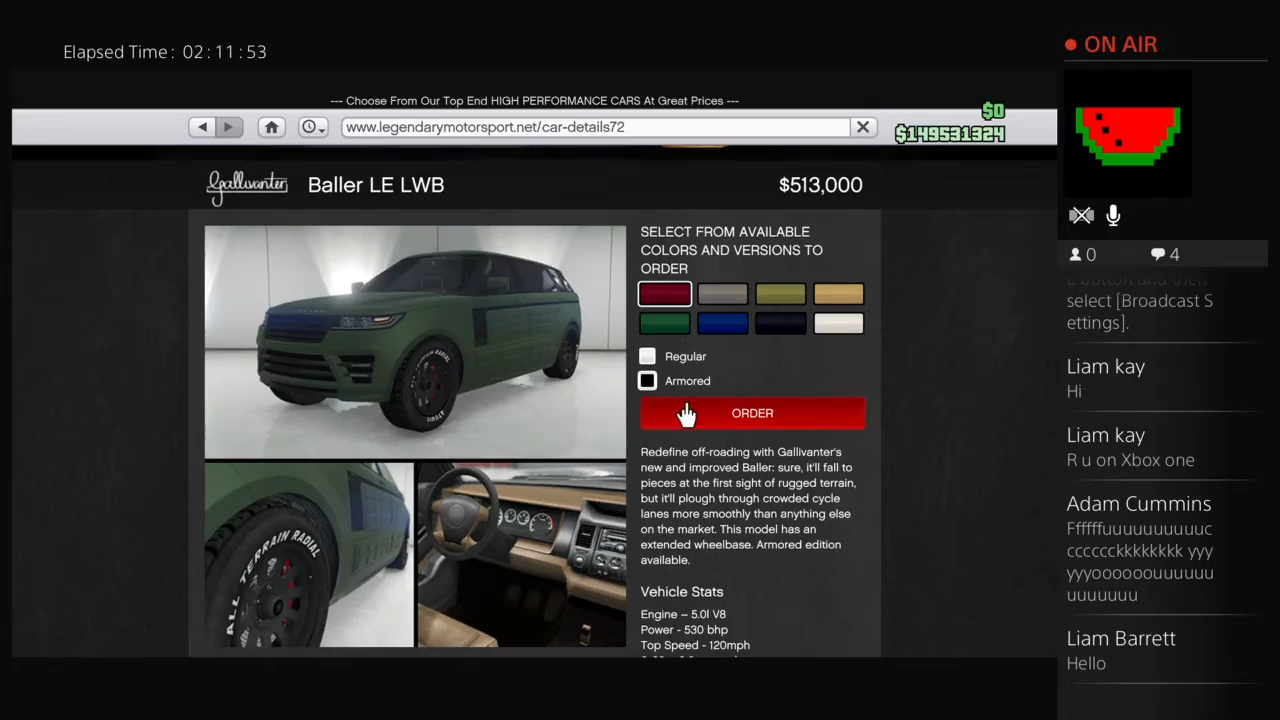 Elapsed Time: 02:11:53
ON AIR
--- Choose From Our Top End HIGH PERFORMANCE CARS At Great Prices ---
$0
www.legendarymotorsport.net/car-details72
$149531324
Gallivanter
Baller LE LWB
$513,000
SELECT FROM AVAILABLE
COLORS AND VERSIONS TO
ORDER
Regular
Armored
ORDER
Redefine off-roading with Gallivanter's
new and improved Baller: sure, it'll fall to
pieces at the first sight of rugged terrain,
but it'll plough through crowded cycle
lanes more smoothly than anything else
on the market. This model has an
extended wheelbase. Armored edition
available.
Vehicle Stats
Engine – 5.0l V8
Power - 530 bhp
Top Speed - 120mph
ATOMIC
ALL TERRAIN RADIAL
0
4
E button and then
select [Broadcast S
ettings].
Liam kay
Hi
Liam kay
R u on Xbox one
Adam Cummins
Ffffffuuuuuuuuuuc
ccccccckkkkkkkk yyy
yyyoooooouuuuuu
uuuuuuu
Liam Barrett
Hello